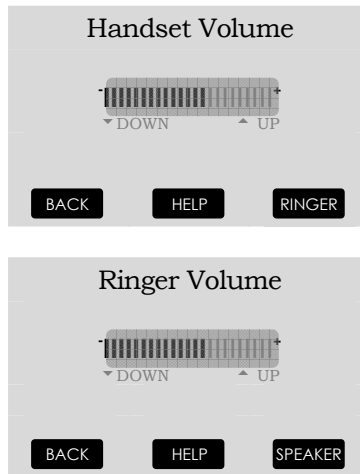 Handset Volume
- +
DOWN UP
BACK HELP RINGER
Ringer Volume
- +
DOWN UP
BACK HELP SPEAKER